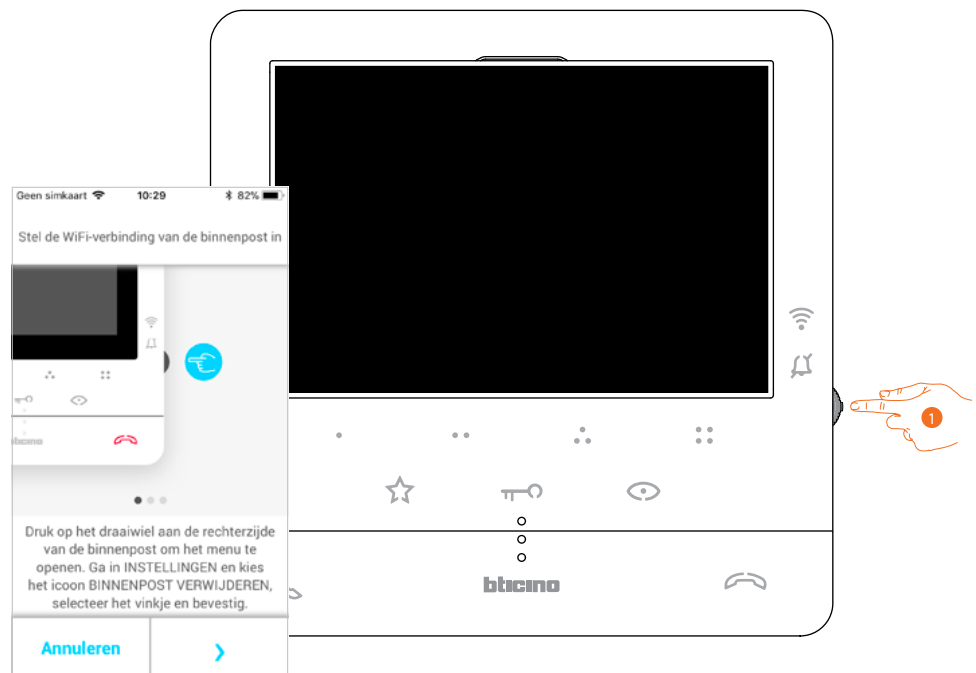 Geen simkaart 10:29 82%
Stel de WiFi-verbinding van de binnenpost in
bticino
Druk op het draaiwiel aan de rechterzijde
van de binnenpost om het menu te
openen. Ga in INSTELLINGEN en kies
het icoon BINNENPOST VERWIJDEREN,
selecteer het vinkje en bevestig.
Annuleren
bticino
1